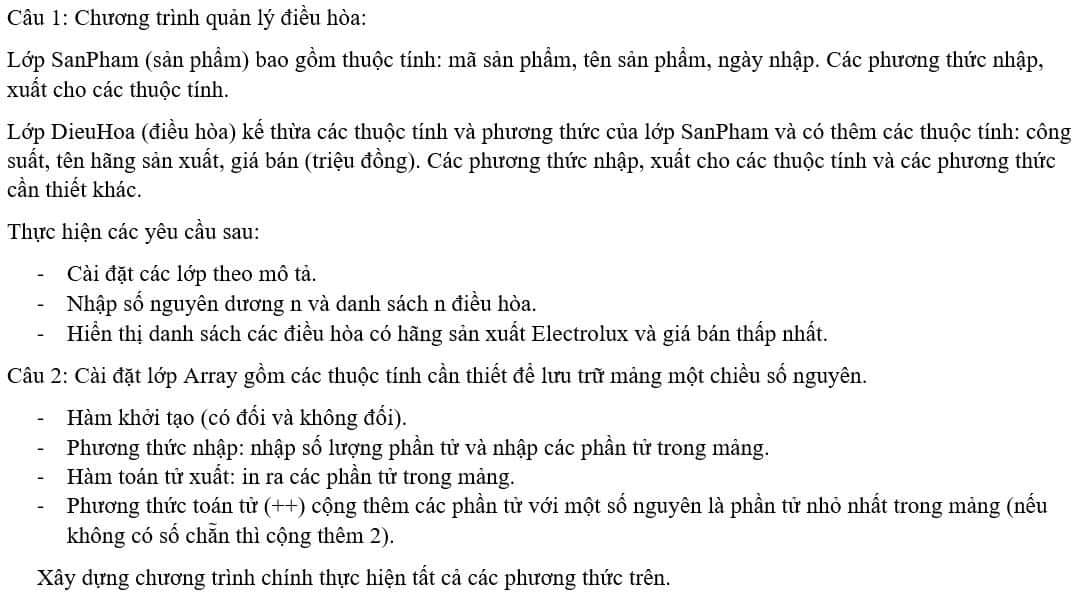 Câu 1: Chương trình quản lý điều hòa:
Lớp SanPham (sản phẩm) bao gồm thuộc tính: mã sản phẩm, tên sản phẩm, ngày nhập. Các phương thức nhập,
xuất cho các thuộc tính.
Lớp DieuHoa (điều hòa) kế thừa các thuộc tính và phương thức của lớp SanPham và có thêm các thuộc tính: công
suất, tên hãng sản xuất, giá bán (triệu đồng). Các phương thức nhập, xuất cho các thuộc tính và các phương thức
cần thiết khác.
Thực hiện các yêu cầu sau:
- Cài đặt các lớp theo mô tả.
- Nhập số nguyên dương n và danh sách n điều hòa.
- Hiển thị danh sách các điều hòa có hãng sản xuất Electrolux và giá bán thấp nhất.
Câu 2: Cài đặt lớp Array gồm các thuộc tính cần thiết để lưu trữ mảng một chiều số nguyên.
- Hàm khởi tạo (có đối và không đối).
- Phương thức nhập: nhập số lượng phần tử và nhập các phần tử trong mảng.
- Hàm toán tử xuất: in ra các phần tử trong mảng.
- Phương thức toán tử (++) cộng thêm các phần tử với một số nguyên là phần tử nhỏ nhất trong mảng (nếu
không có số chẵn thì cộng thêm 2).
Xây dựng chương trình chính thực hiện tất cả các phương thức trên.